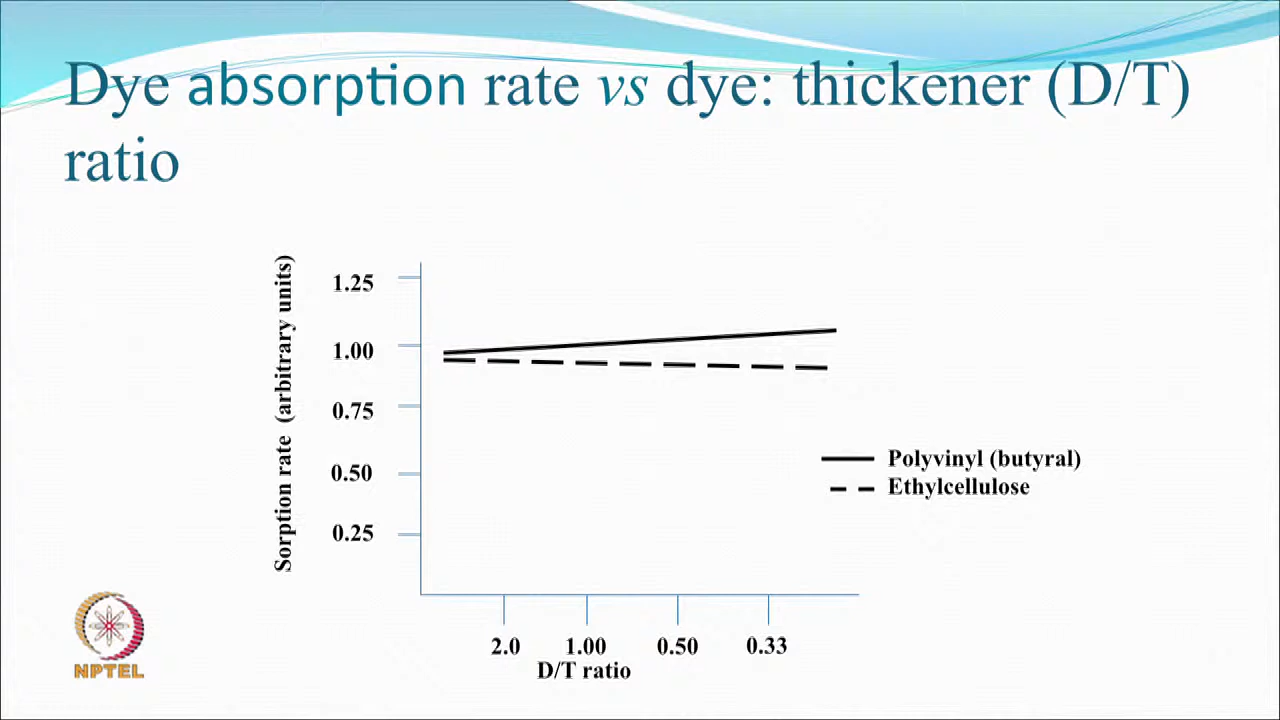 Dye absorption rate vs dye: thickener (D/T)
ratio
Sorption rate (arbitrary units)
1.25
1.00
0.75
0.50
0.25
Polyvinyl (butyral)
Ethylcellulose
2.0 1.00 0.50 0.33
D/T ratio
NPTEL